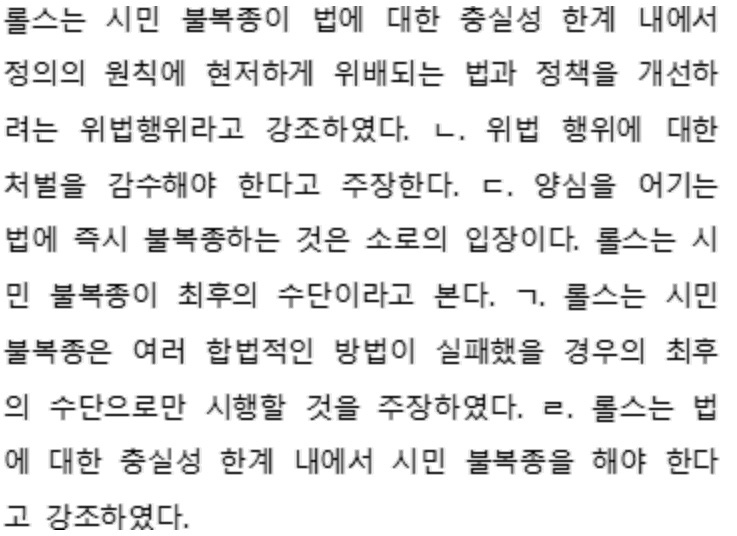 롤스는 시민 불복종이 법에 대한 충실성 한계 내에서
정의의 원칙에 현저하게 위배되는 법과 정책을 개선하
려는 위법행위라고 강조하였다. ㄴ. 위법 행위에 대한
처벌을 감수해야 한다고 주장한다. ㄷ. 양심을 어기는
법에 즉시 불복종하는 것은 소로의 입장이다. 롤스는 시
민 불복종이 최후의 수단이라고 본다. ㄱ. 롤스는 시민
불복종은 여러 합법적인 방법이 실패했을 경우의 최후
의 수단으로만 시행할 것을 주장하였다. ㄹ. 롤스는 법
에 대한 충실성 한계 내에서 시민 불복종을 해야 한다
고 강조하였다.